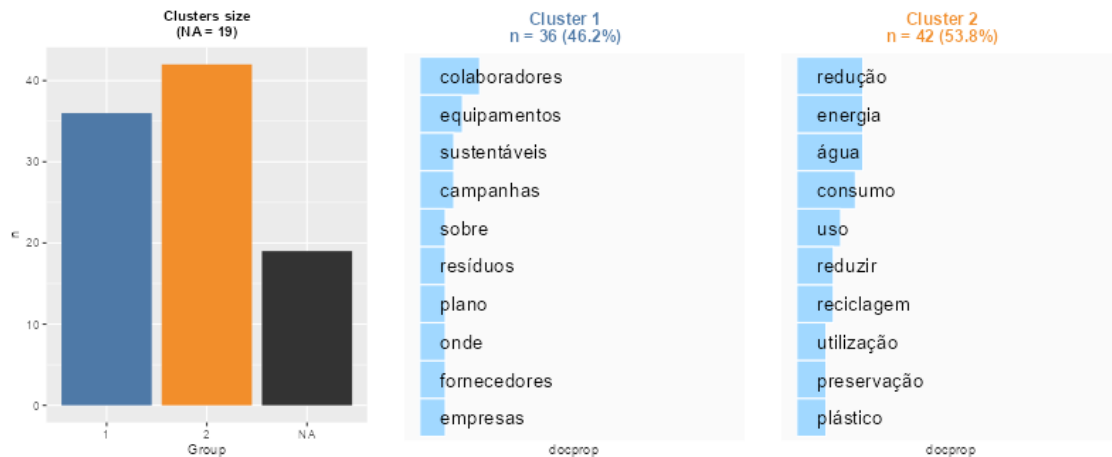 Clusters size
(NA = 19)
40
30
20
10
0
n
1
2
NA
Group
Cluster 1
n = 36 (46.2%)
colaboradores
equipamentos
sustentáveis
campanhas
sobre
resíduos
plano
onde
fornecedores
empresas
docprop
Cluster 2
n = 42 (53.8%)
redução
energia
água
consumo
uso
reduzir
reciclagem
utilização
preservação
plástico
docprop